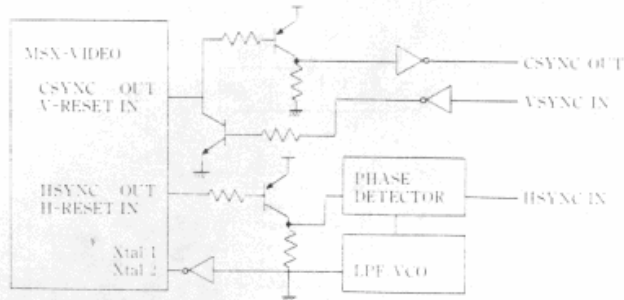 MSX-VIDEO
CSYNC OUT
CSYNC OUT
V-RESET IN
VSYNC IN
HSYNC OUT
H-RESET IN
PHASE
DETECTOR
HSYNC IN
Xtal 1
Xtal 2
LPF/VCO